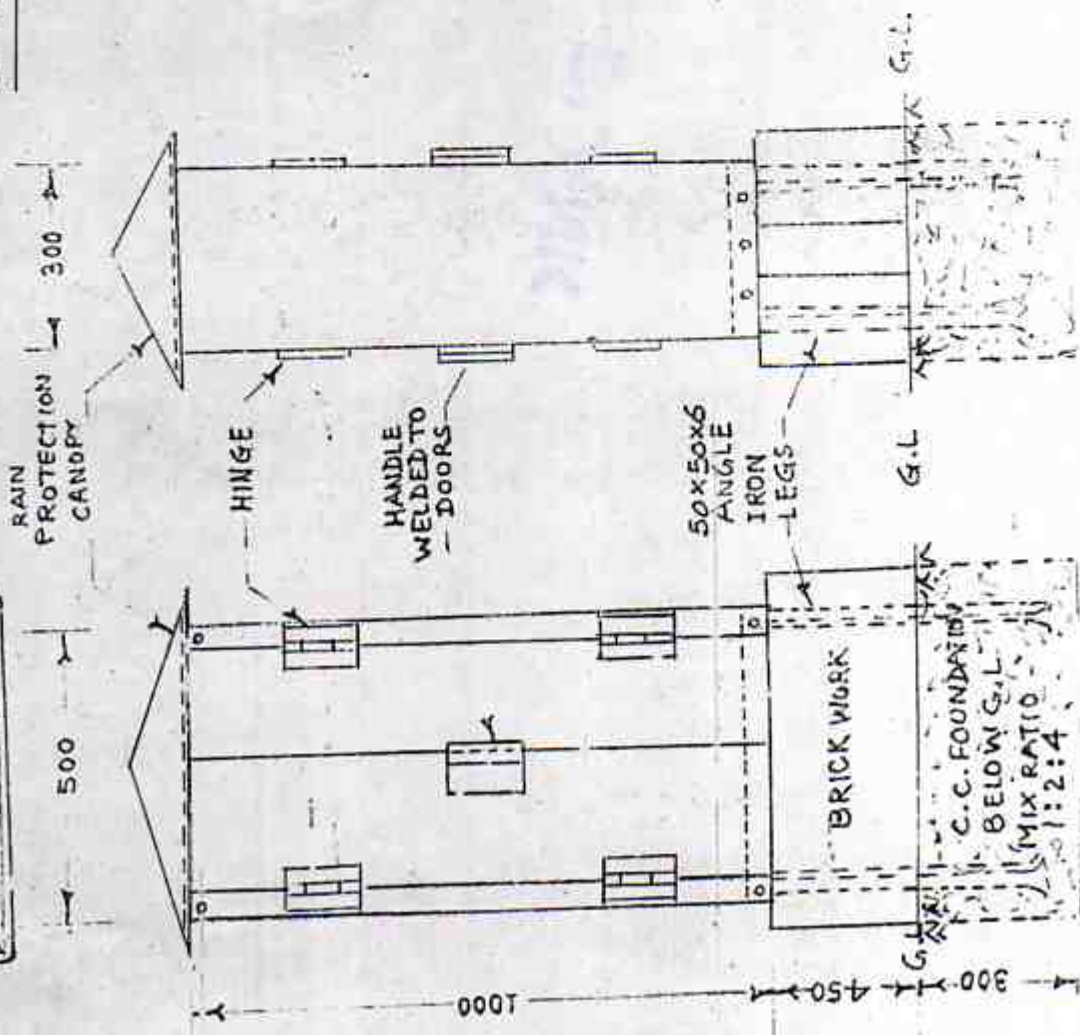 RAIN
PROTECTION
CANOPY
500
300
HINGE
HANDLE
WELDED TO
DOORS
50X50X6
ANGLE
IRON
LEGS
BRICK WORK
G.L
G.L
G.L.
C.C. FOUNDATION
BELOW G.L
MIX RATIO
1:2:4
1000
450
300